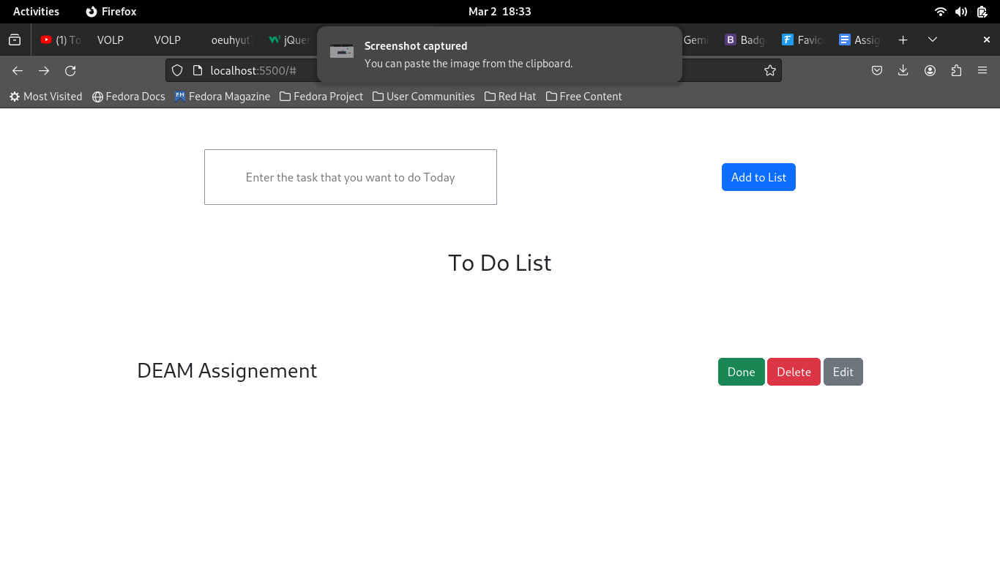 Activities Firefox Mar 2 18:33
(1) To VOLP VOLP oeuhyut jQuer Gemi Badg Favic Assig
Screenshot captured
You can paste the image from the clipboard.
localhost:5500/#
Most Visited Fedora Docs Fedora Magazine Fedora Project User Communities Red Hat Free Content
Enter the task that you want to do Today Add to List
To Do List
DEAM Assignement Done Delete Edit